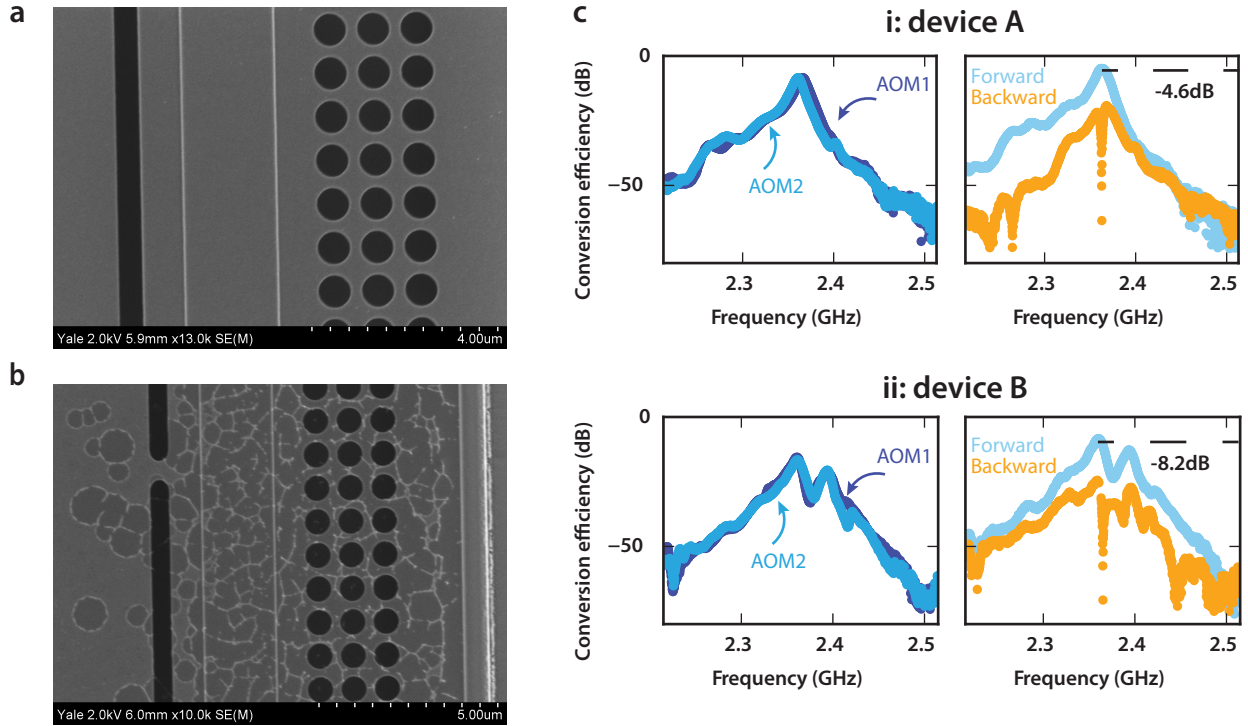 a
Yale 2.0kV 5.9mm x13.0k SE(M)
4.00um
b
Yale 2.0kV 6.0mm x10.0k SE(M)
5.00um
c
i: device A
Conversion efficiency (dB)
0
−50
AOM1
AOM2
2.3
2.4
2.5
Frequency (GHz)
Forward
Backward
-4.6dB
2.3
2.4
2.5
Frequency (GHz)
ii: device B
Conversion efficiency (dB)
0
−50
AOM1
AOM2
2.3
2.4
2.5
Frequency (GHz)
Forward
Backward
-8.2dB
2.3
2.4
2.5
Frequency (GHz)